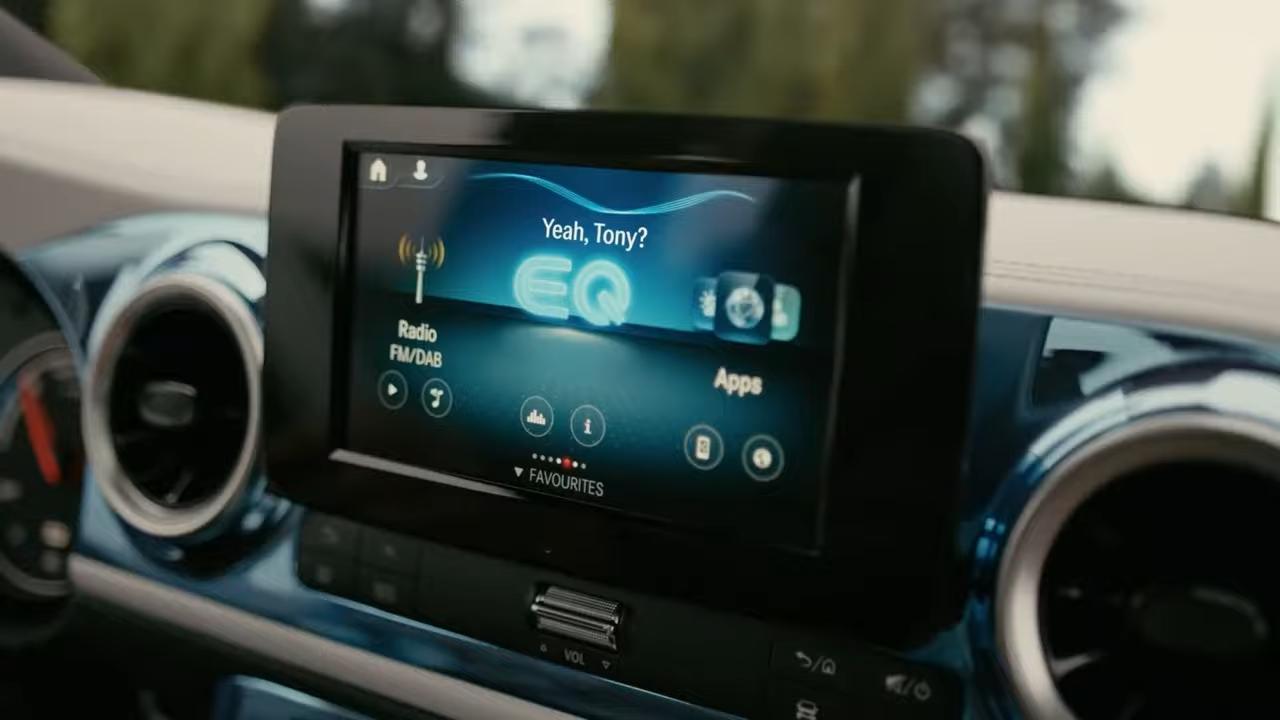 Yeah, Tony?
EQ
Radio
FM/DAB
Apps
FAVOURITES
VOL